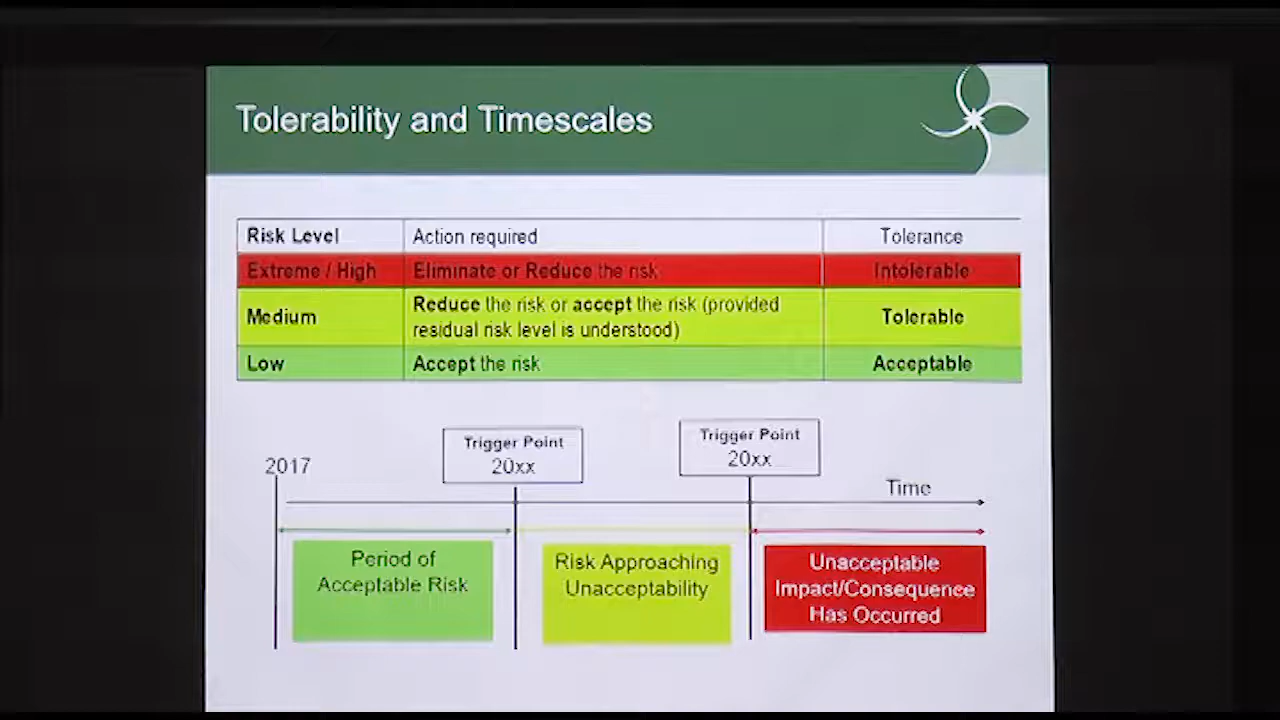 Tolerability and Timescales
Risk Level Action required Tolerance
Extreme / High Eliminate or Reduce the risk Intolerable
Medium Reduce the risk or accept the risk (provided
residual risk level is understood) Tolerable
Low Accept the risk Acceptable
2017
Trigger Point
20xx
Trigger Point
20xx
Time
Period of
Acceptable Risk
Risk Approaching
Unacceptability
Unacceptable
Impact/Consequence
Has Occurred